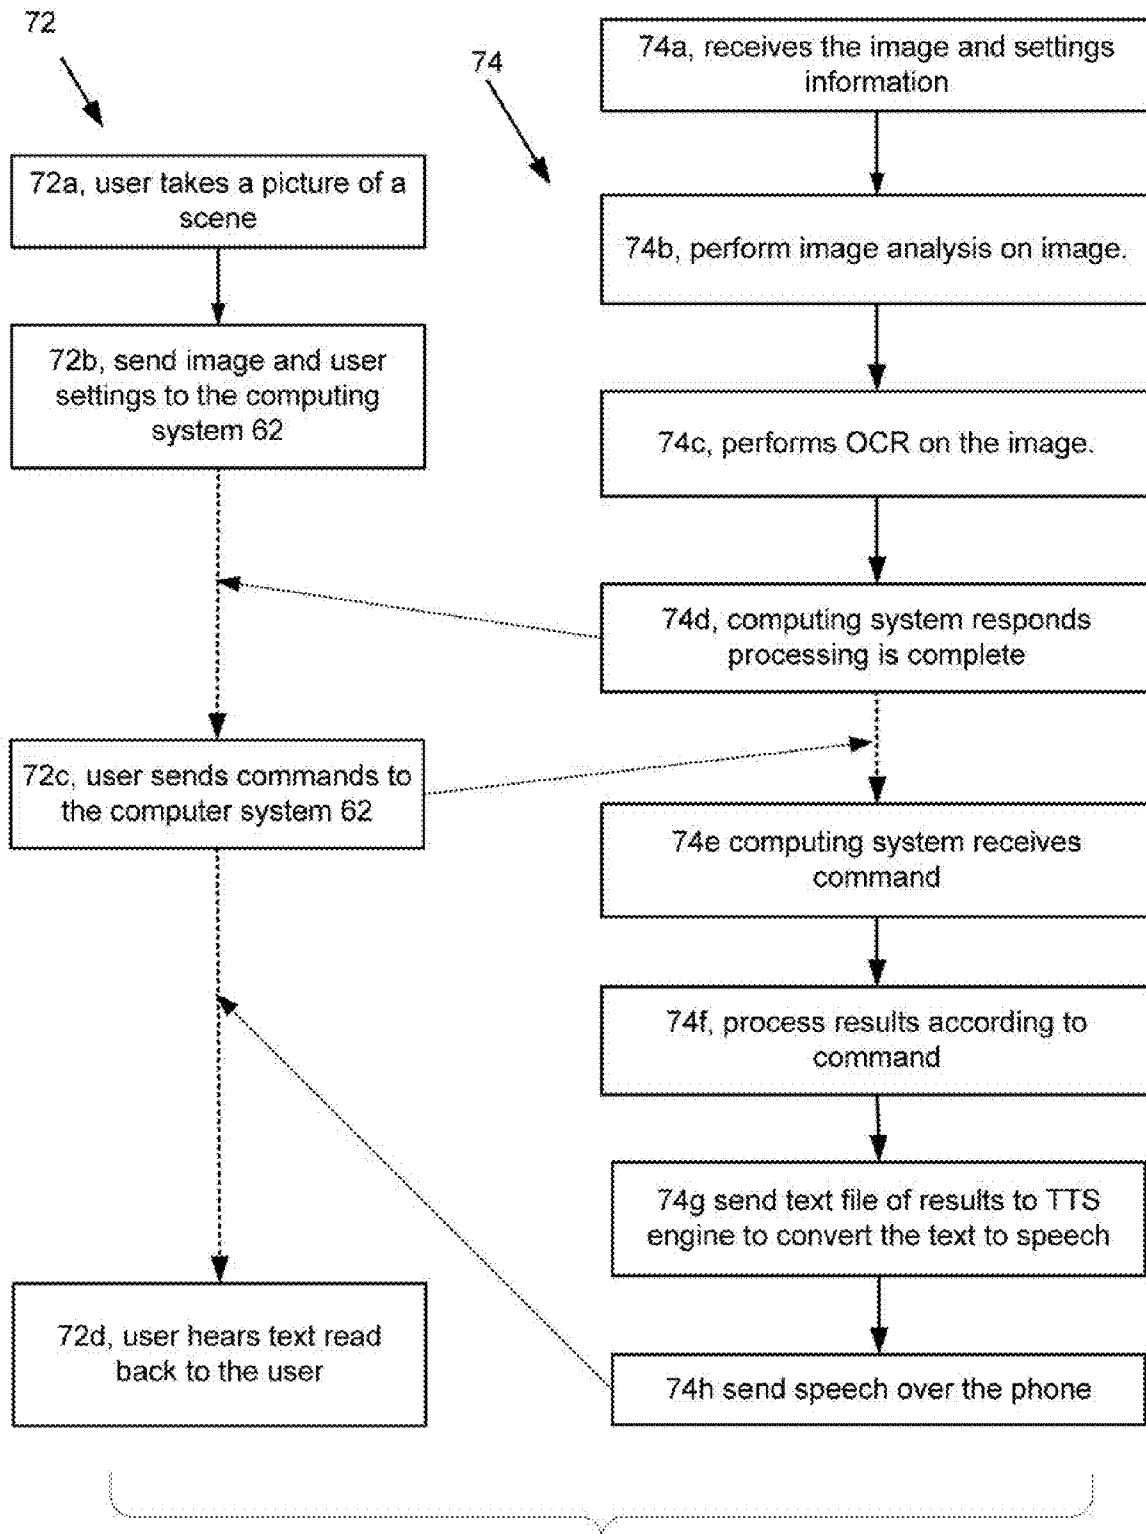 72
72a, user takes a picture of a
scene
72b, send image and user
settings to the computing
system 62
72c, user sends commands to
the computer system 62
72d, user hears text read
back to the user
74
74a, receives the image and settings
information
74b, perform image analysis on image.
74c, performs OCR on the image.
74d, computing system responds
processing is complete
74e computing system receives
command
74f, process results according to
command
74g send text file of results to TTS
engine to convert the text to speech
74h send speech over the phone